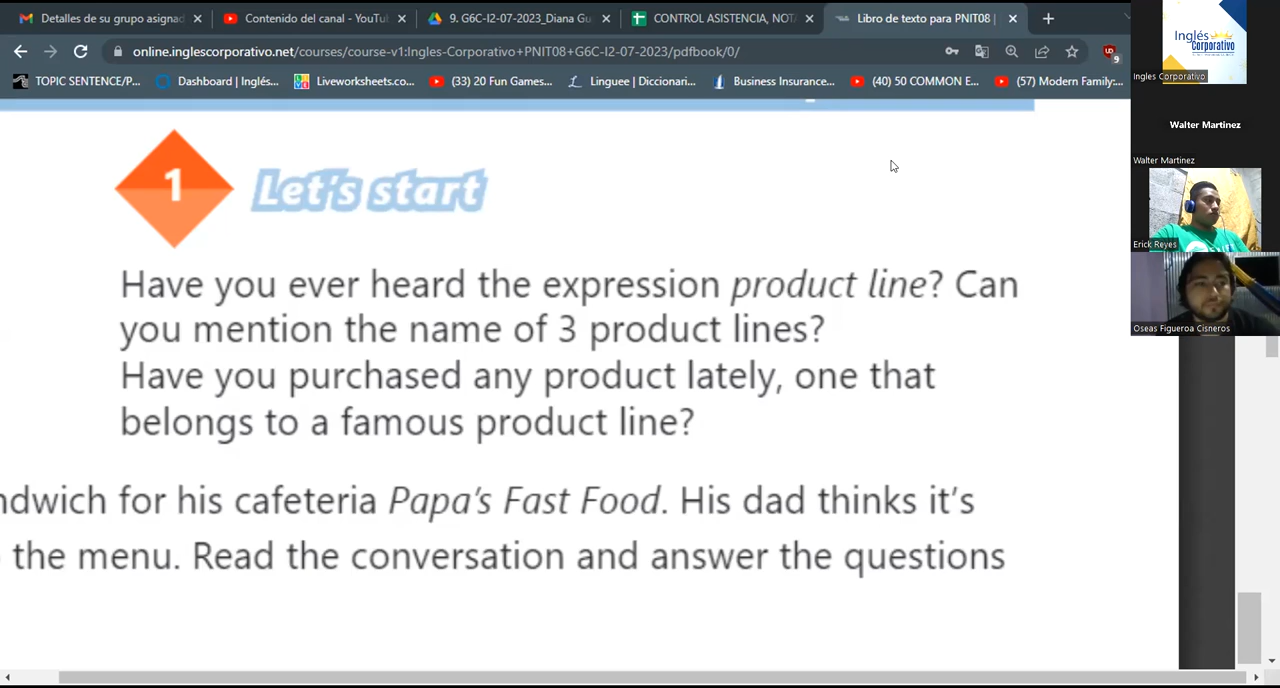 Detalles de su grupo asignad
Contenido del canal - YouTu
9. G6C-I2-07-2023_Diana Gu
CONTROL ASISTENCIA, NOT
Libro de texto para PNIT08 |
online.inglescorporativo.net/courses/course-v1:Ingles-Corporativo+PNIT08+G6C-I2-07-2023/pdfbook/0/
TOPIC SENTENCE/P...
Dashboard | Inglés...
Liveworksheets.co...
(33) 20 Fun Games...
Linguee | Diccionari...
Business Insurance...
(40) 50 COMMON E...
(57) Modern Family:...
9
Inglés
Corporativo
Ingles Corporativo
Walter Martinez
Walter Martinez
Erick Reyes
Oseas Figueroa Cisneros
1
Let's start
Have you ever heard the expression product line? Can
you mention the name of 3 product lines?
Have you purchased any product lately, one that
belongs to a famous product line?
ndwich for his cafeteria Papa's Fast Food. His dad thinks it's
the menu. Read the conversation and answer the questions